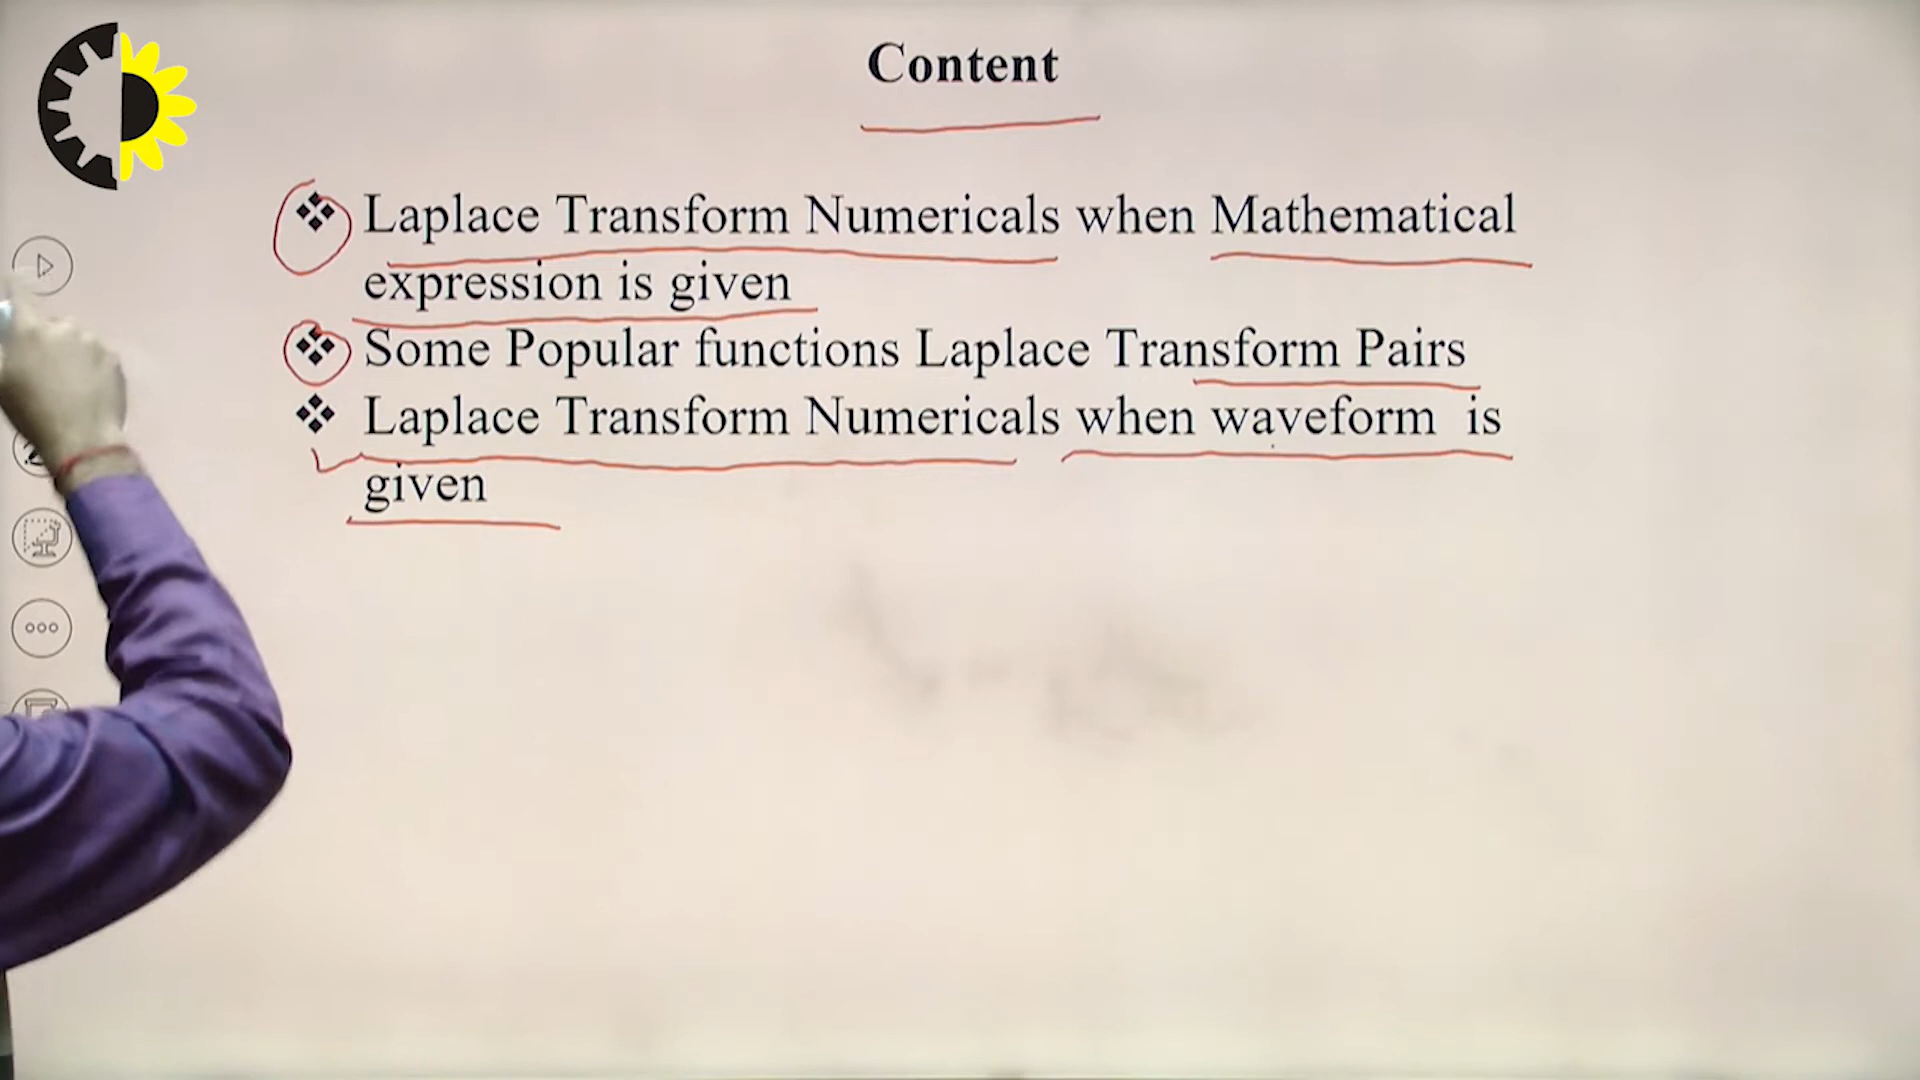 Content
❖ Laplace Transform Numericals when Mathematical
expression is given
❖ Some Popular functions Laplace Transform Pairs
❖ Laplace Transform Numericals when waveform is
given